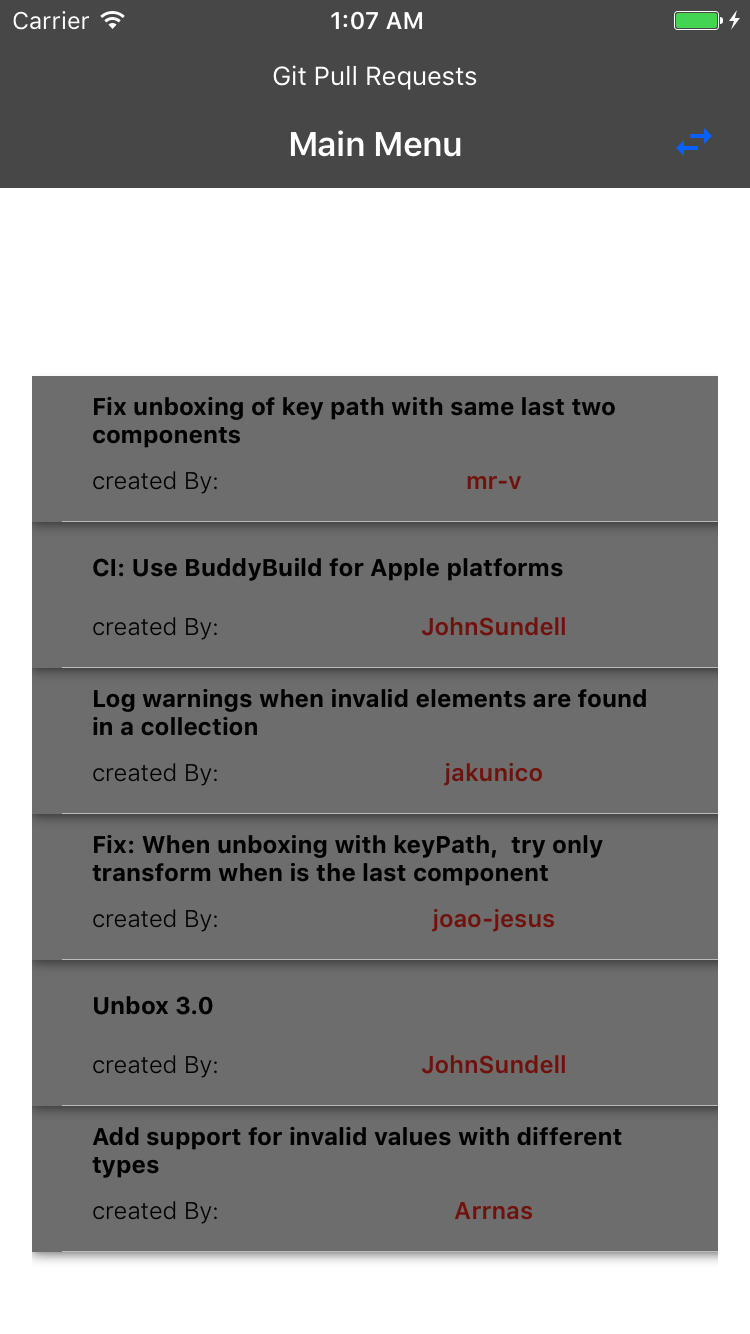 Carrier 1:07 AM
Git Pull Requests
Main Menu
Fix unboxing of key path with same last two
components
created By: mr-v
CI: Use BuddyBuild for Apple platforms
created By: JohnSundell
Log warnings when invalid elements are found
in a collection
created By: jakunico
Fix: When unboxing with keyPath,  try only
transform when is the last component
created By: joao-jesus
Unbox 3.0
created By: JohnSundell
Add support for invalid values with different
types
created By: Arrnas